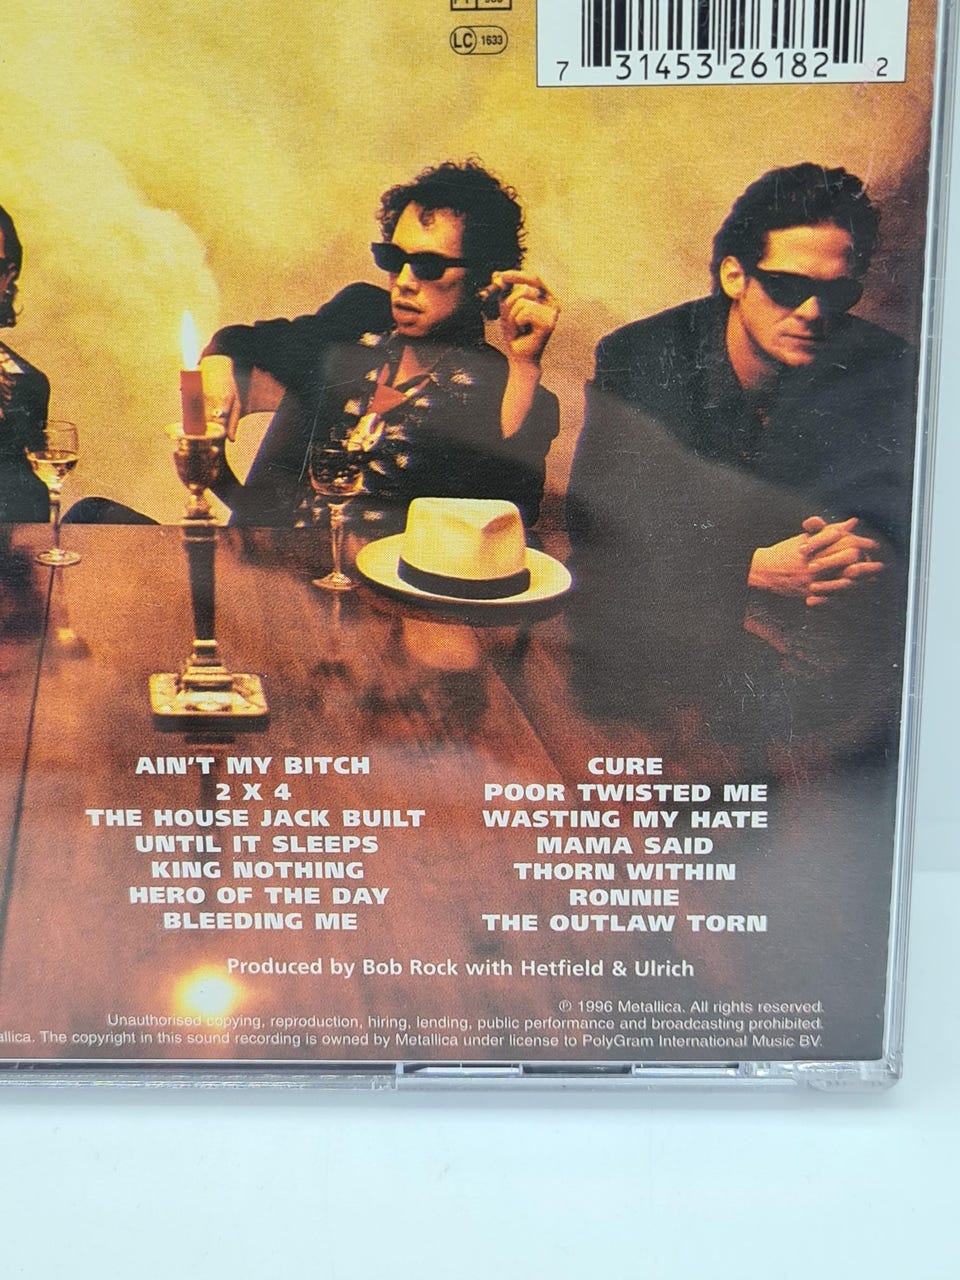 LC 1633
7 31453 26182 2
AIN'T MY BITCH
2 X 4
THE HOUSE JACK BUILT
UNTIL IT SLEEPS
KING NOTHING
HERO OF THE DAY
BLEEDING ME
CURE
POOR TWISTED ME
WASTING MY HATE
MAMA SAID
THORN WITHIN
RONNIE
THE OUTLAW TORN
Produced by Bob Rock with Hetfield & Ulrich
℗ 1996 Metallica. All rights reserved.
Unauthorised copying, reproduction, hiring, lending, public performance and broadcasting prohibited.
The copyright in this sound recording is owned by Metallica under license to PolyGram International Music BV.